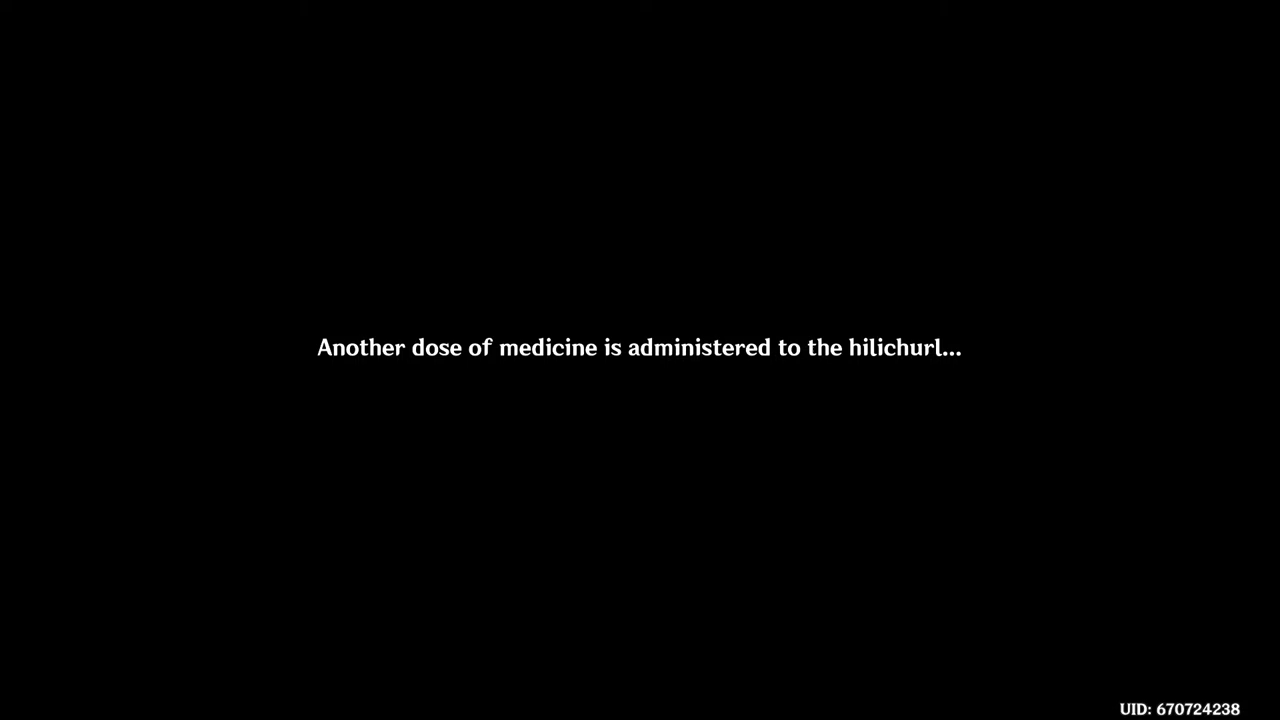 Another dose of medicine is administered to the hilichurl...
UID: 670724238